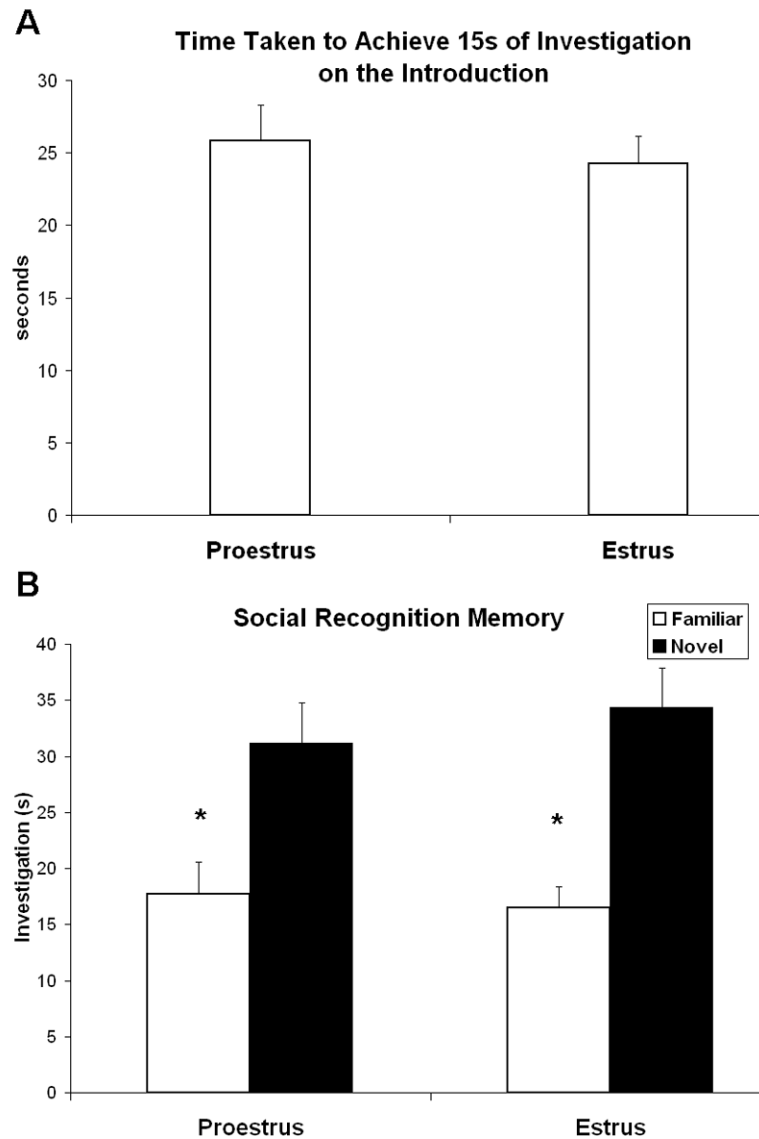 A
Time Taken to Achieve 15s of Investigation
on the Introduction
30
25
20
15
10
5
0
seconds
Proestrus
Estrus
B
Social Recognition Memory
Familiar
Novel
40
35
30
25
20
15
10
5
0
Investigation (s)
*
*
Proestrus
Estrus